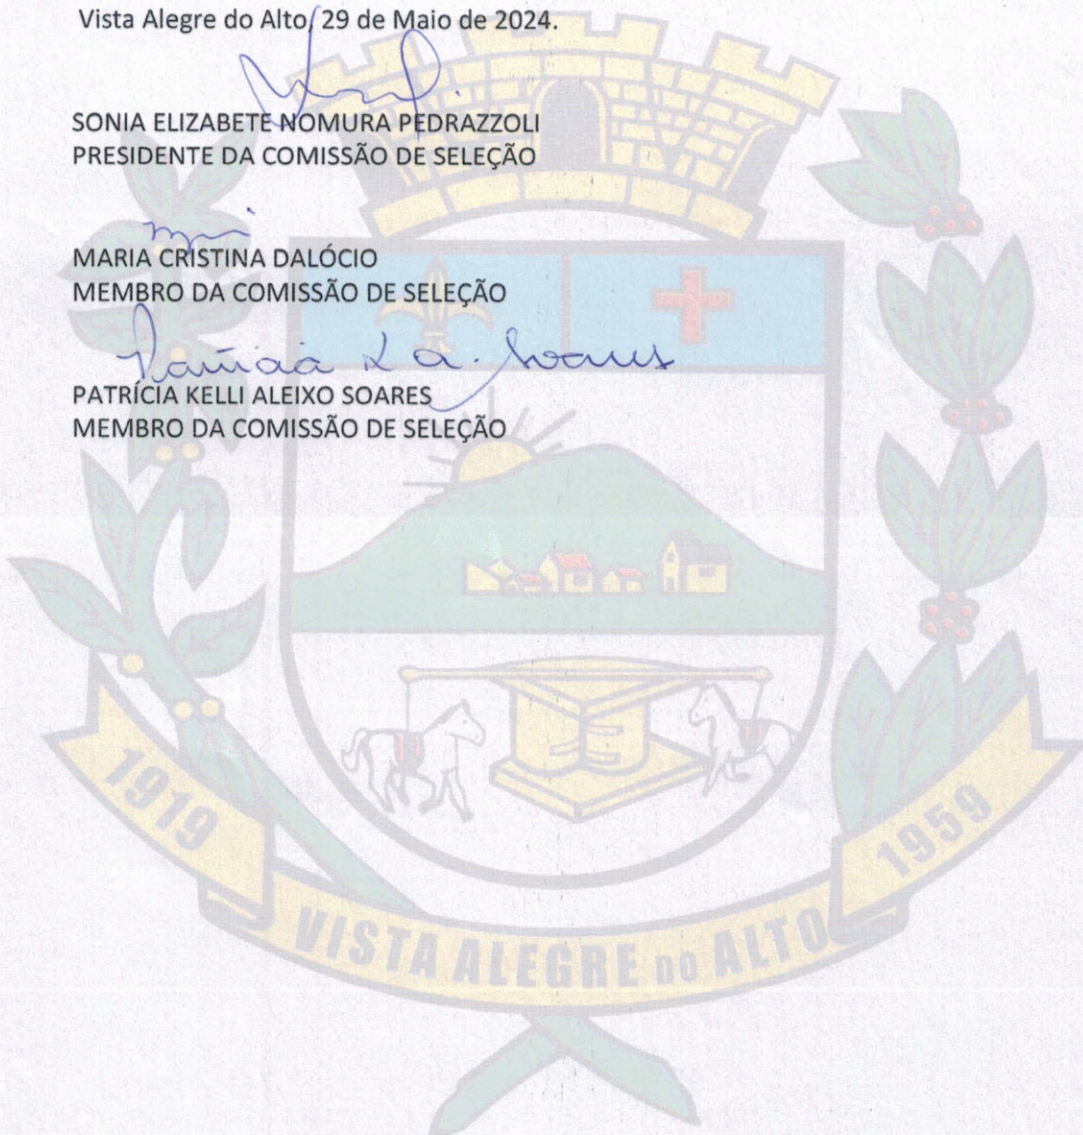 Vista Alegre do Alto, 29 de Maio de 2024.
SONIA ELIZABETE NOMURA PEDRAZZOLI
PRESIDENTE DA COMISSÃO DE SELEÇÃO
MARIA CRISTINA DALÓCIO
MEMBRO DA COMISSÃO DE SELEÇÃO
Patrícia K A. Soares
PATRÍCIA KELLI ALEIXO SOARES
MEMBRO DA COMISSÃO DE SELEÇÃO
1919
1959
VISTA ALEGRE DO ALTO